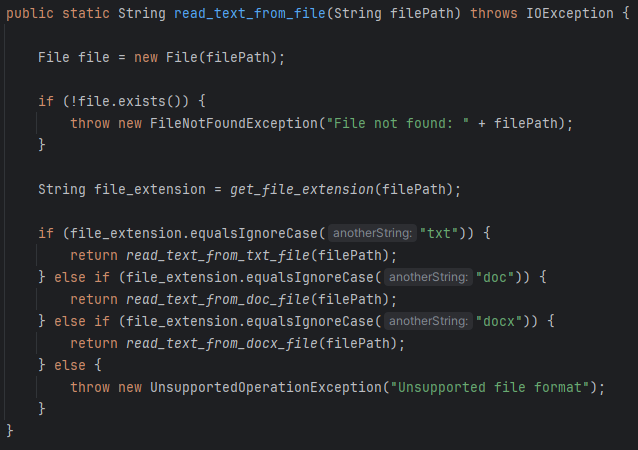 public static String read_text_from_file(String filePath) throws IOException {
File file = new File(filePath);
if (!file.exists()) {
throw new FileNotFoundException("File not found: " + filePath);
}
String file_extension = get_file_extension(filePath);
if (file_extension.equalsIgnoreCase( anotherString: "txt")) {
return read_text_from_txt_file(filePath);
} else if (file_extension.equalsIgnoreCase( anotherString: "doc")) {
return read_text_from_doc_file(filePath);
} else if (file_extension.equalsIgnoreCase( anotherString: "docx")) {
return read_text_from_docx_file(filePath);
} else {
throw new UnsupportedOperationException("Unsupported file format");
}
}